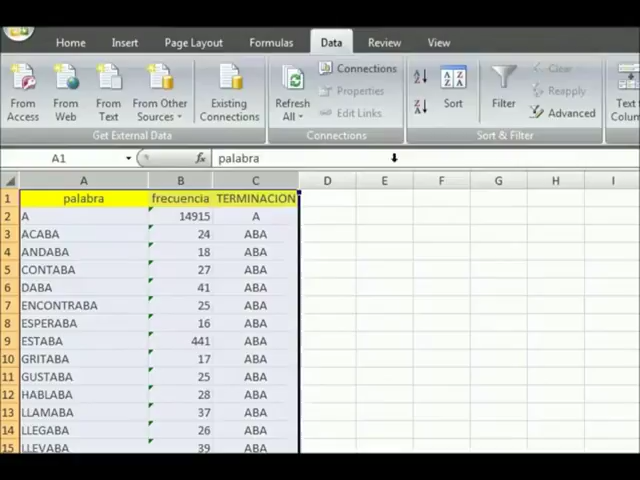 Home Insert Page Layout Formulas Data Review View
From Access
From Web
From Text
From Other Sources
Existing Connections
Get External Data
Refresh All
Connections
Properties
Edit Links
Connections
Sort
Filter
Clear
Reapply
Advanced
Sort & Filter
Text
Colum
A1 fx palabra
A B C D E F G H I
1 palabra frecuencia TERMINACION
2 A 14915 A
3 ACABA 24 ABA
4 ANDABA 18 ABA
5 CONTABA 27 ABA
6 DABA 41 ABA
7 ENCONTRABA 25 ABA
8 ESPERABA 16 ABA
9 ESTABA 441 ABA
10 GRITABA 17 ABA
11 GUSTABA 25 ABA
12 HABLABA 28 ABA
13 LLAMABA 37 ABA
14 LLEGABA 26 ABA
15 LLEVABA 39 ABA